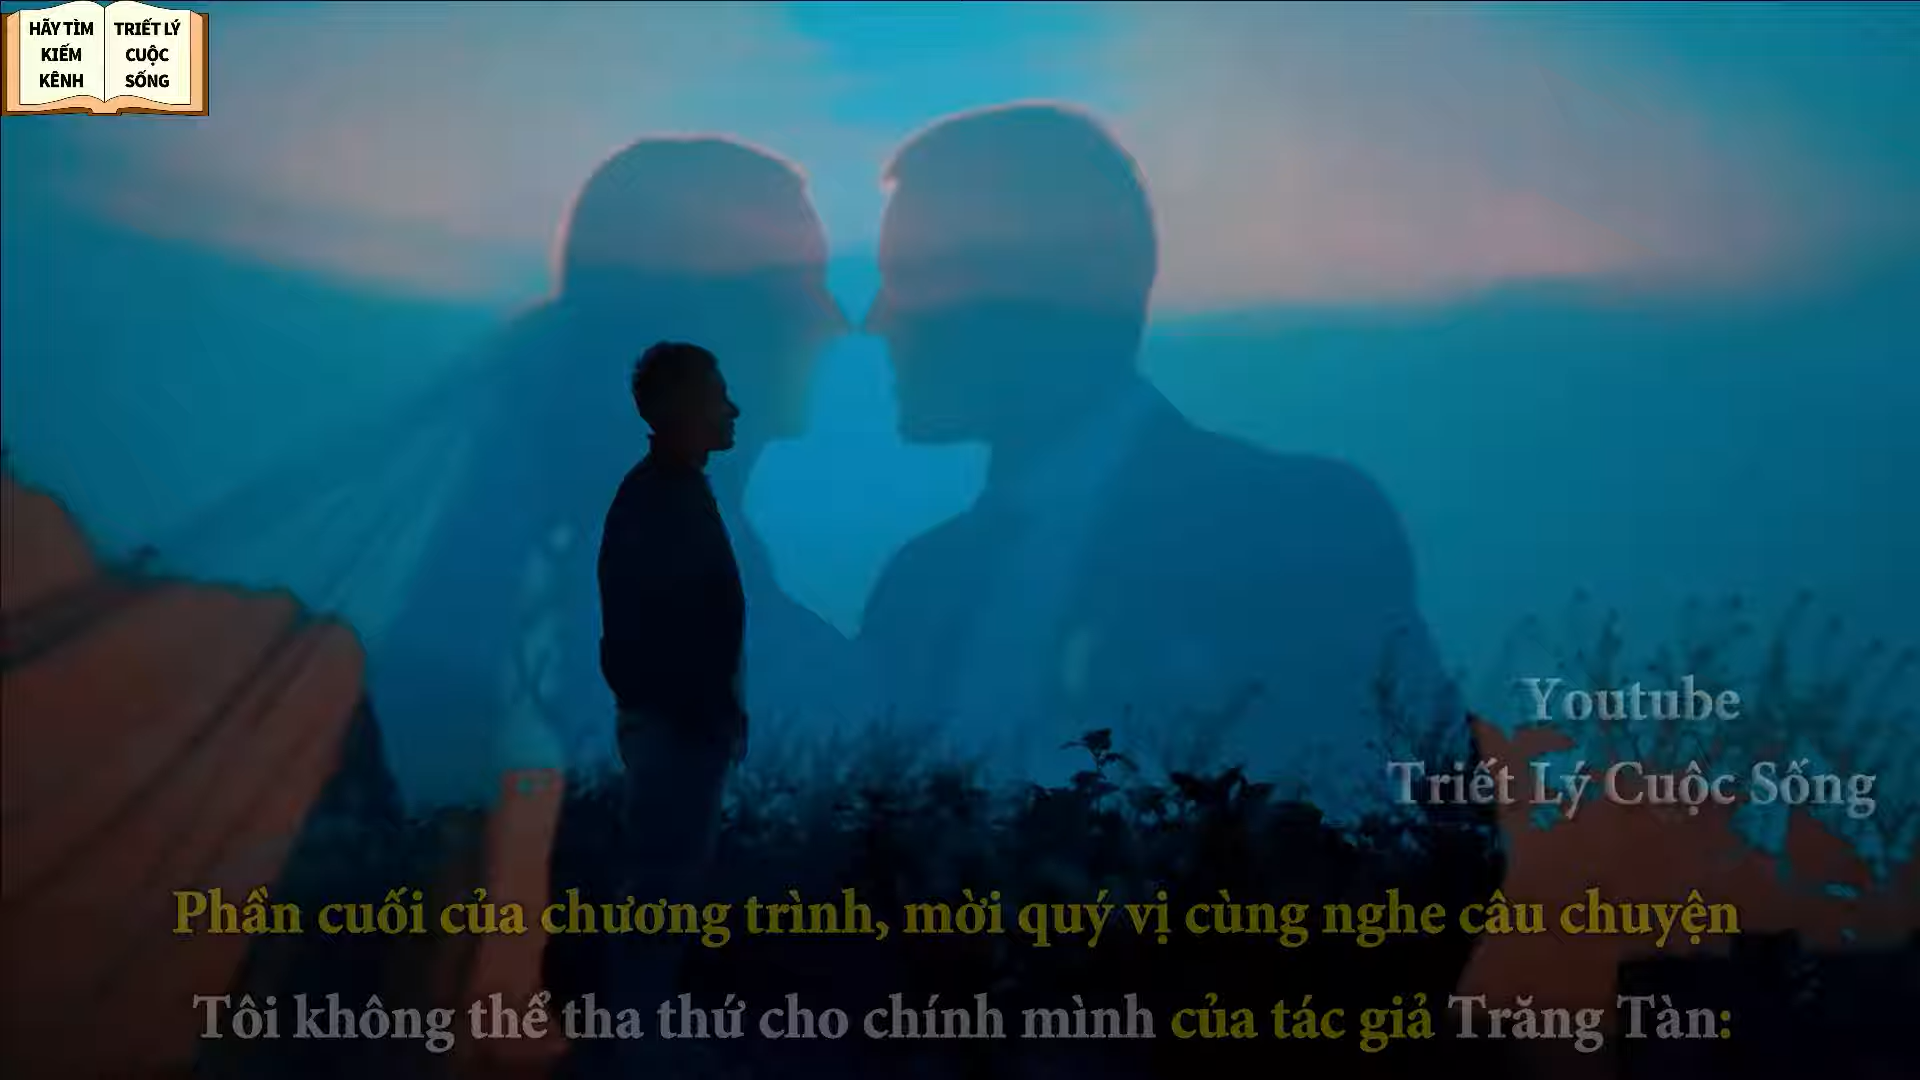 HÃY TÌM
KIẾM
KÊNH
TRIẾT LÝ
CUỘC
SỐNG
Youtube
Triết Lý Cuộc Sống
Phần cuối của chương trình, mời quý vị cùng nghe câu chuyện
Tôi không thể tha thứ cho chính mình của tác giả Trăng Tàn: